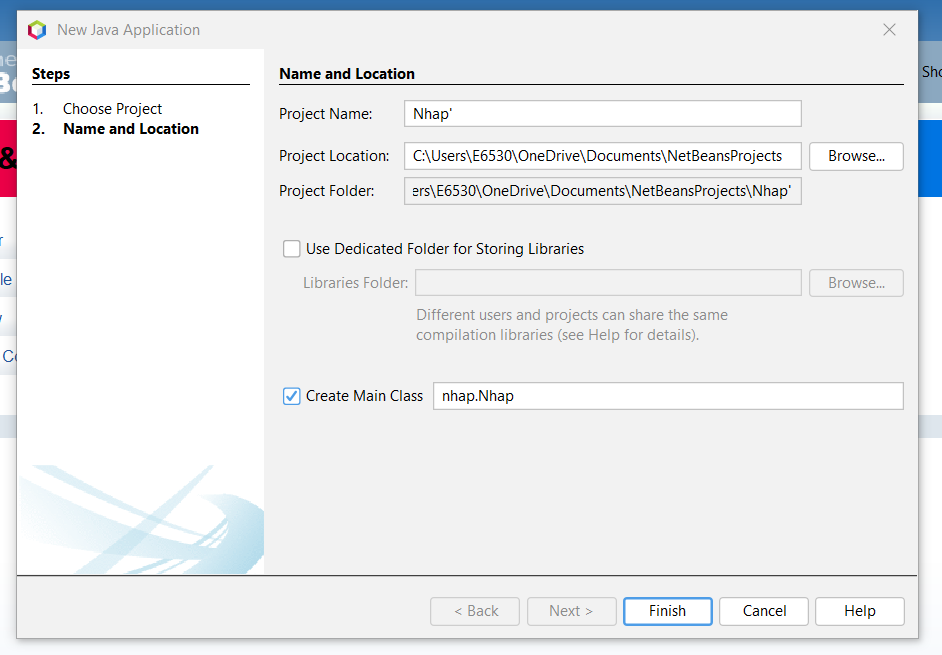 New Java Application
Steps
1. Choose Project
2. Name and Location
Name and Location
Project Name: Nhap'
Project Location: C:\Users\E6530\OneDrive\Documents\NetBeansProjects Browse...
Project Folder: ers\E6530\OneDrive\Documents\NetBeansProjects\Nhap'
Use Dedicated Folder for Storing Libraries
Libraries Folder: Browse...
Different users and projects can share the same
compilation libraries (see Help for details).
Create Main Class nhap.Nhap
< Back Next > Finish Cancel Help